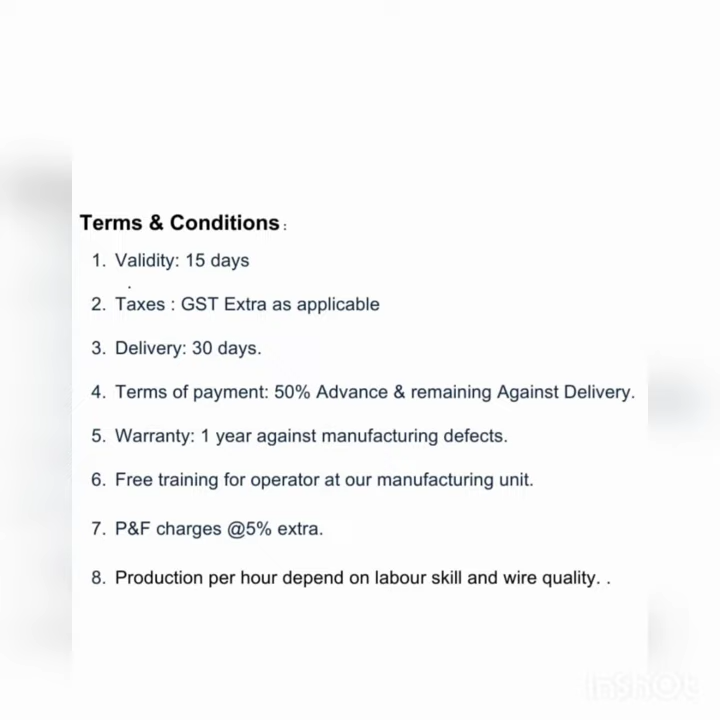 Terms & Conditions :
1. Validity: 15 days
.
2. Taxes : GST Extra as applicable
3. Delivery: 30 days.
4. Terms of payment: 50% Advance & remaining Against Delivery.
5. Warranty: 1 year against manufacturing defects.
6. Free training for operator at our manufacturing unit.
7. P&F charges @5% extra.
8. Production per hour depend on labour skill and wire quality. .
InShOt